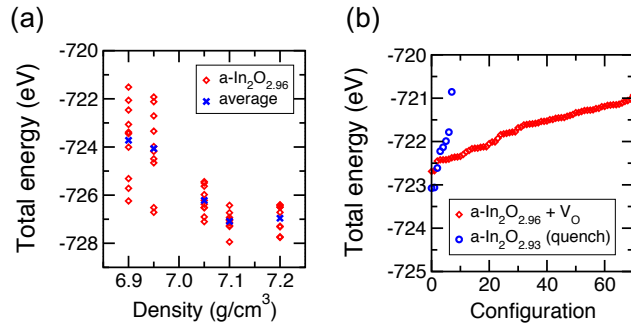 (a)
Total energy (eV)
-720
-722
-724
-726
-728
a-In₂O₂.₉₆
average
6.9 7.0 7.1 7.2
Density (g/cm³)
(b)
Total energy (eV)
-720
-721
-722
-723
-724
-725
a-In₂O₂.₉₆ + V_O
a-In₂O₂.₉₃ (quench)
0 20 40 60
Configuration